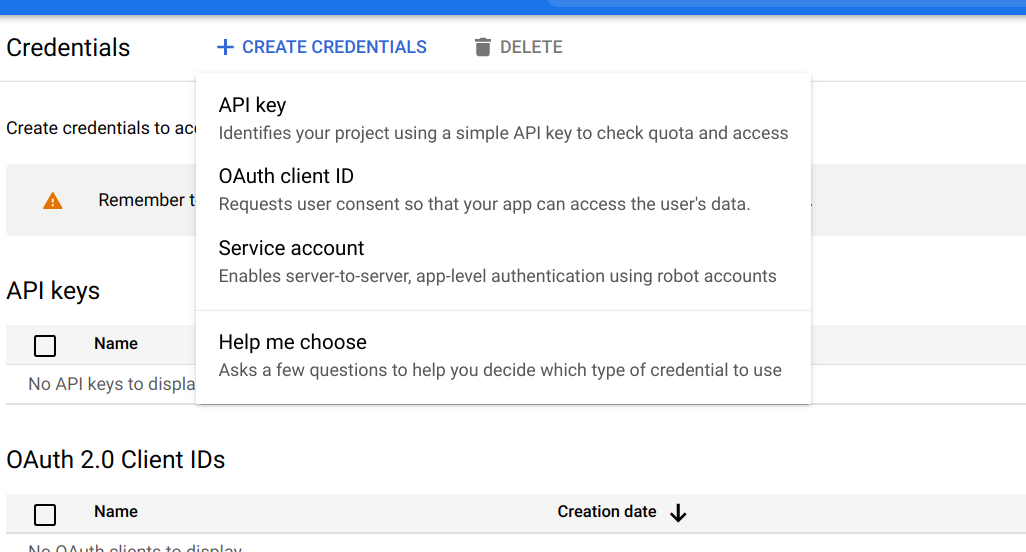 Credentials
CREATE CREDENTIALS
DELETE
API key
Identifies your project using a simple API key to check quota and access
Create credentials to
OAuth client ID
Requests user consent so that your app can access the user's data.
Remember
Service account
Enables server-to-server, app-level authentication using robot accounts
API keys
Help me choose
Asks a few questions to help you decide which type of credential to use
Name
No API keys to displa
OAuth 2.0 Client IDs
Name
Creation date
No OAuth clients to display